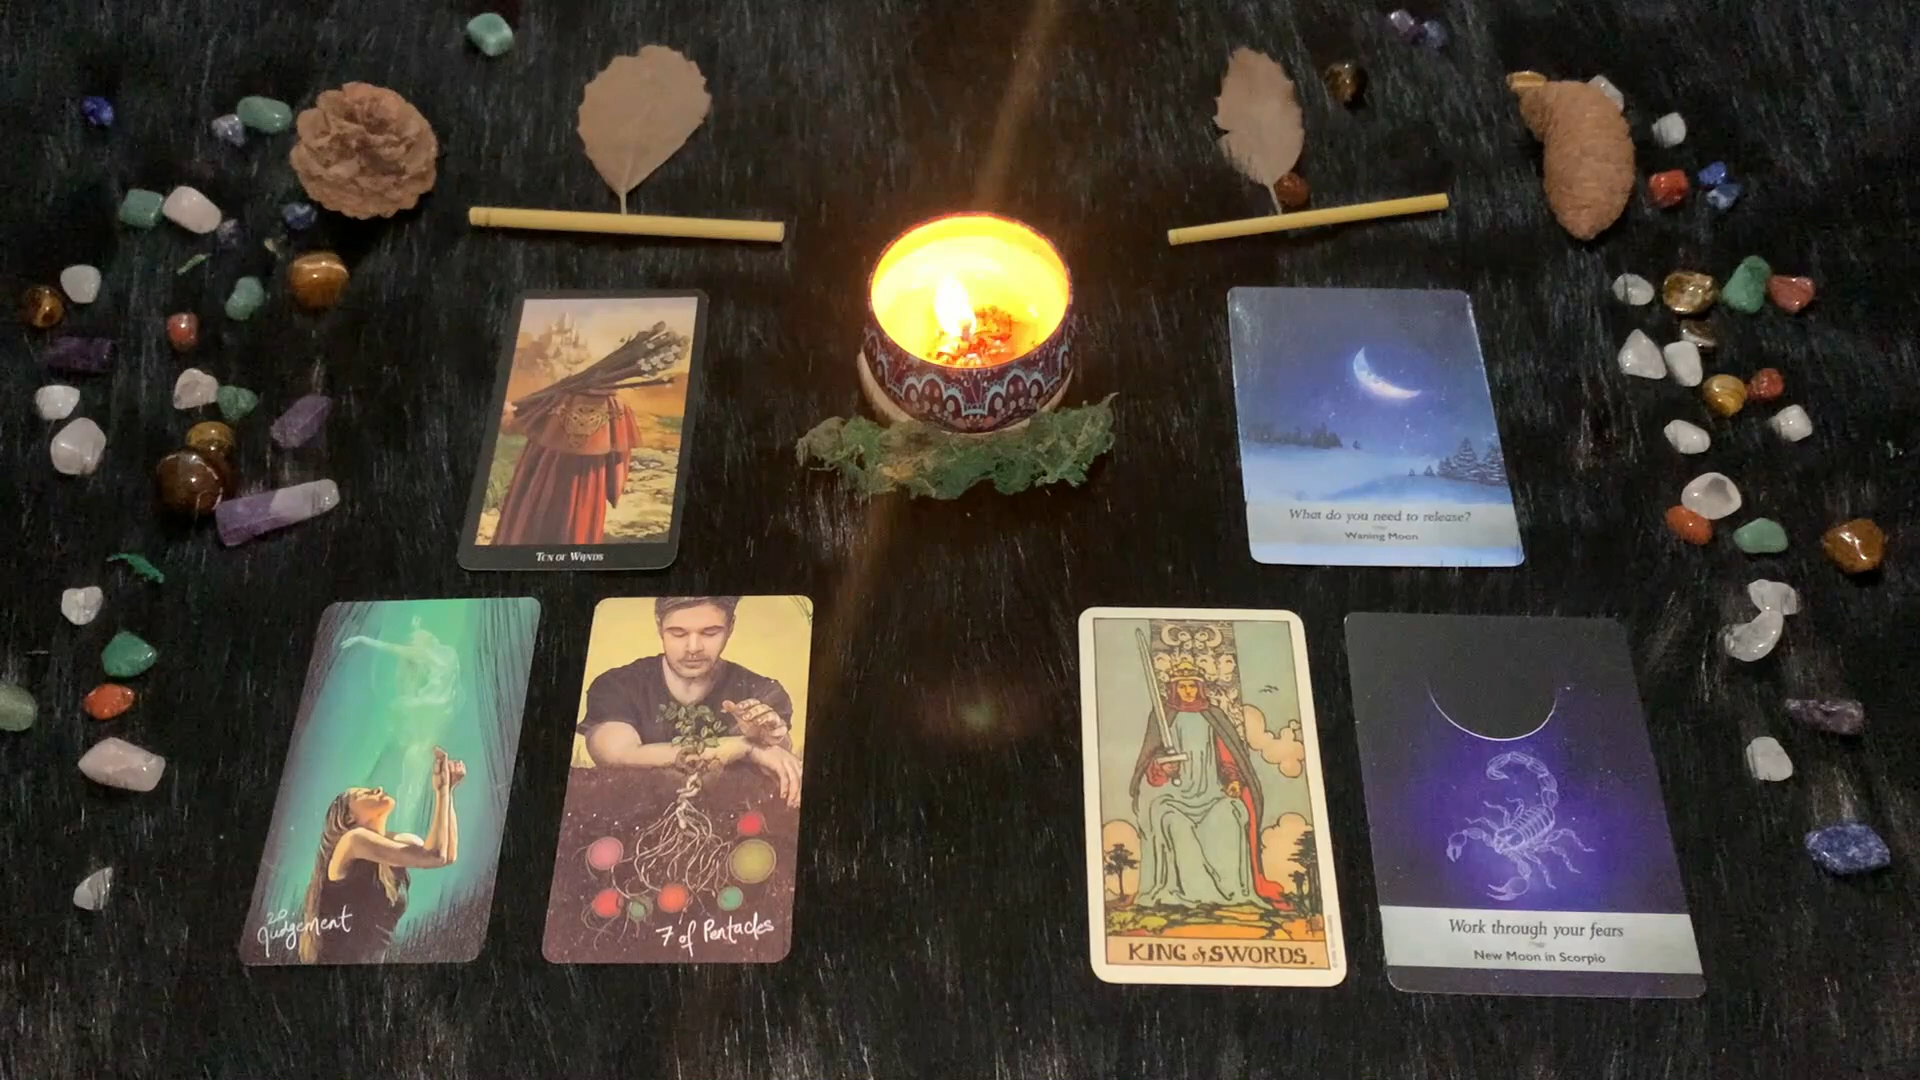 TEN OF WANDS
What do you need to release?
Waning Moon
20
Judgement
7 of Pentacles
KING of SWORDS.
Work through your fears
New Moon in Scorpio